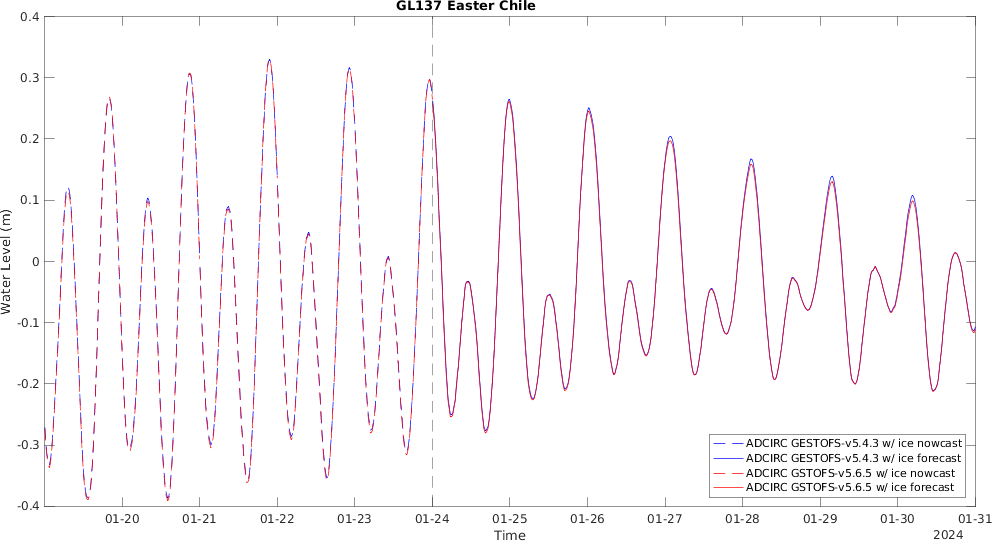 GL137 Easter Chile
0.4
0.3
0.2
0.1
0
-0.1
-0.2
-0.3
-0.4
Water Level (m)
ADCIRC GESTOFS-v5.4.3 w/ ice nowcast
ADCIRC GESTOFS-v5.4.3 w/ ice forecast
ADCIRC GSTOFS-v5.6.5 w/ ice nowcast
ADCIRC GSTOFS-v5.6.5 w/ ice forecast
01-20 01-21 01-22 01-23 01-24 01-25 01-26 01-27 01-28 01-29 01-30 01-31
Time 2024